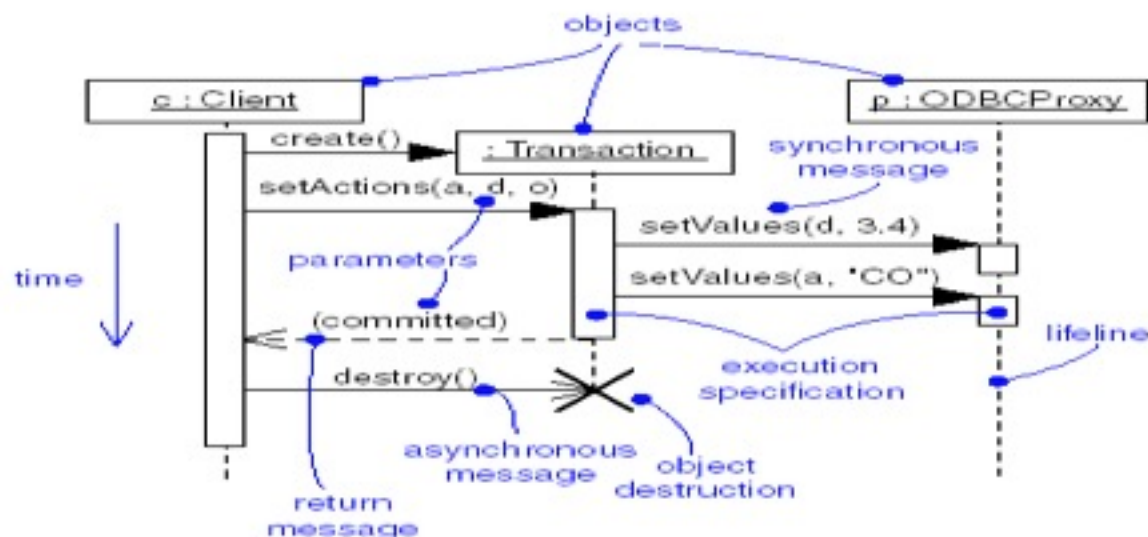 objects
c : Client
p : ODBCProxy
create()
: Transaction
synchronous
message
setActions(a, d, o)
setValues(d, 3.4)
parameters
time
setValues(a, "CO")
(committed)
lifeline
execution
specification
destroy()
asynchronous
message
object
destruction
return
message